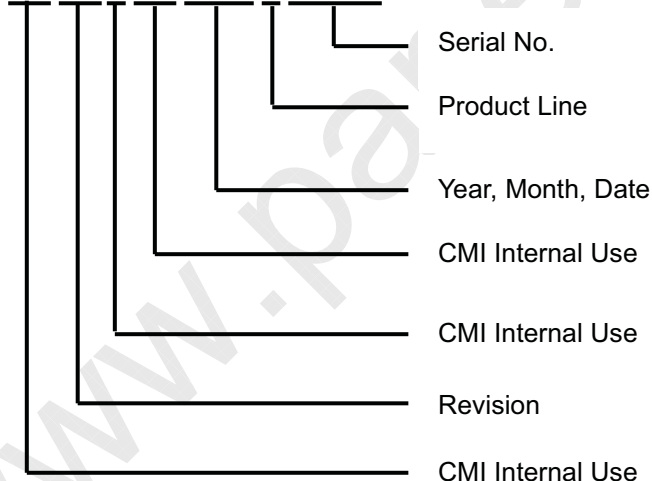 Serial No.
Product Line
Year, Month, Date
CMI Internal Use
CMI Internal Use
Revision
CMI Internal Use